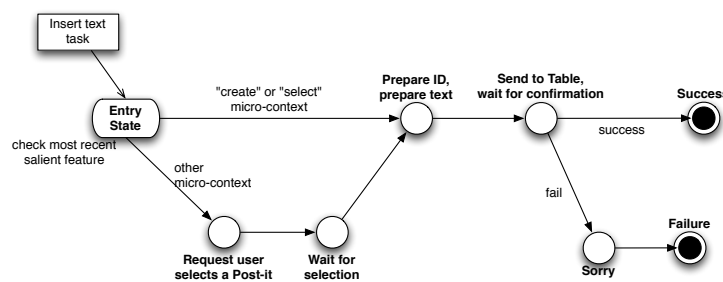 Insert text
task
Entry
State
check most recent
salient feature
"create" or "select"
micro-context
other
micro-context
Request user
selects a Post-it
Wait for
selection
Prepare ID,
prepare text
Send to Table,
wait for confirmation
success
Success
fail
Sorry
Failure